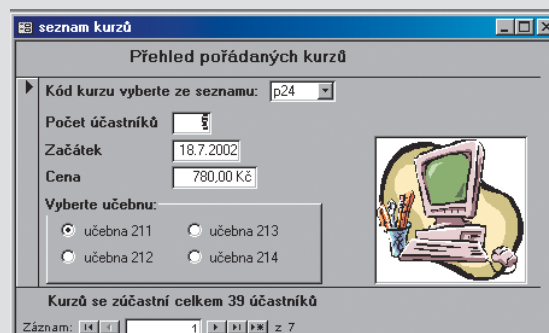 seznam kurzů
Přehled pořádaných kurzů
Kód kurzu vyberte ze seznamu: p24
Počet účastníků
Začátek 18.7.2002
Cena 780,00 Kč
Vyberte učebnu:
učebna 211 učebna 213
učebna 212 učebna 214
Kurzů se zúčastní celkem 39 účastníků
Záznam: 1 z 7